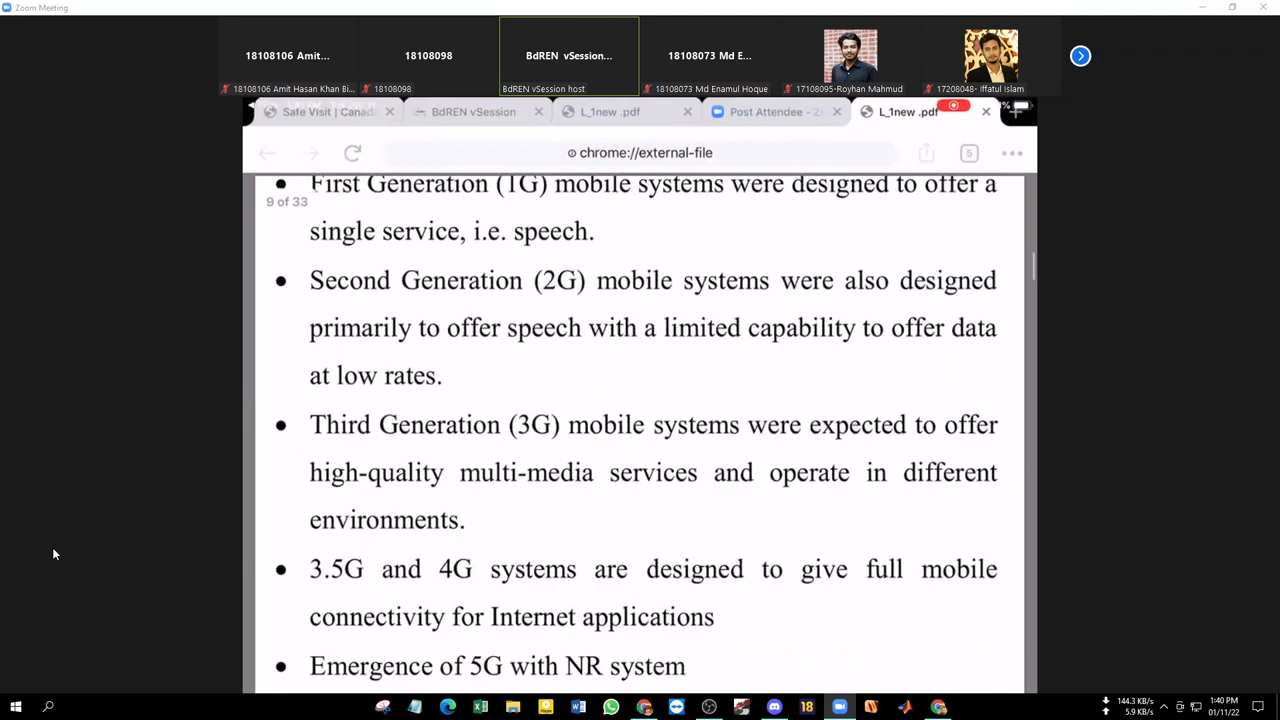 Zoom Meeting
18108106 Amit...
18108098
BdREN vSession...
18108073 Md E...
18108106 Amit Hasan Khan Bi...
18108098
BdREN vSession host
18108073 Md Enamul Hoque
17108095-Royhan Mahmud
17208048- Iffatul Islam
Safe Visit | Canada
BdREN vSession
L_1new .pdf
Post Attendee - Z
L_1new .pdf
chrome://external-file
5
• First Generation (1G) mobile systems were designed to offer a
9 of 33
single service, i.e. speech.
• Second Generation (2G) mobile systems were also designed
primarily to offer speech with a limited capability to offer data
at low rates.
• Third Generation (3G) mobile systems were expected to offer
high-quality multi-media services and operate in different
environments.
• 3.5G and 4G systems are designed to give full mobile
connectivity for Internet applications
• Emergence of 5G with NR system
18
144.3 KB/s
5.9 KB/s
1:40 PM
01/11/22